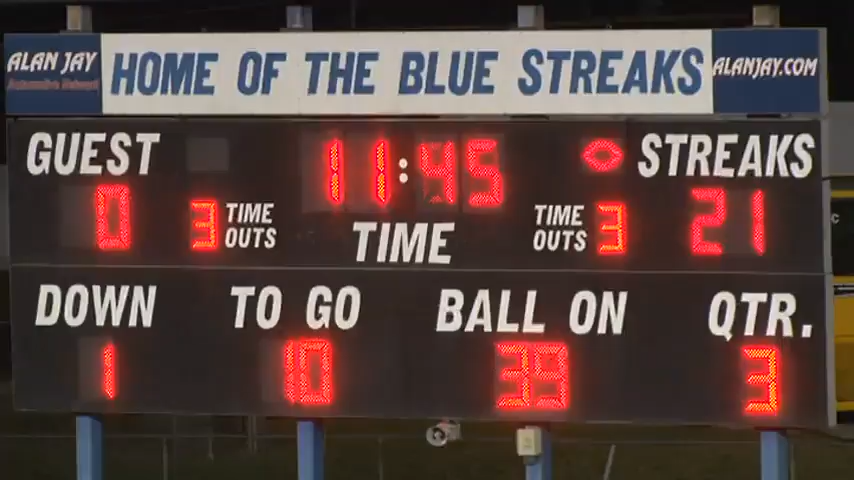 ALAN JAY HOME OF THE BLUE STREAKS ALANJAY.COM
GUEST 11:45 STREAKS
0 3 TIME OUTS TIME TIME OUTS 3 21
DOWN TO GO BALL ON QTR.
1 10 39 3